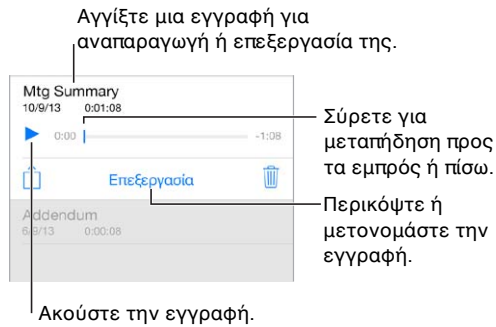 Αγγίξτε μια εγγραφή για
αναπαραγωγή ή επεξεργασία της.
Mtg Summary
10/9/13 0:01:08
0:00 -1:08
Σύρετε για
μεταπήδηση προς
τα εμπρός ή πίσω.
Επεξεργασία
Περικόψτε ή
μετονομάστε την
εγγραφή.
Addendum
6/9/13 0:00:08
Ακούστε την εγγραφή.